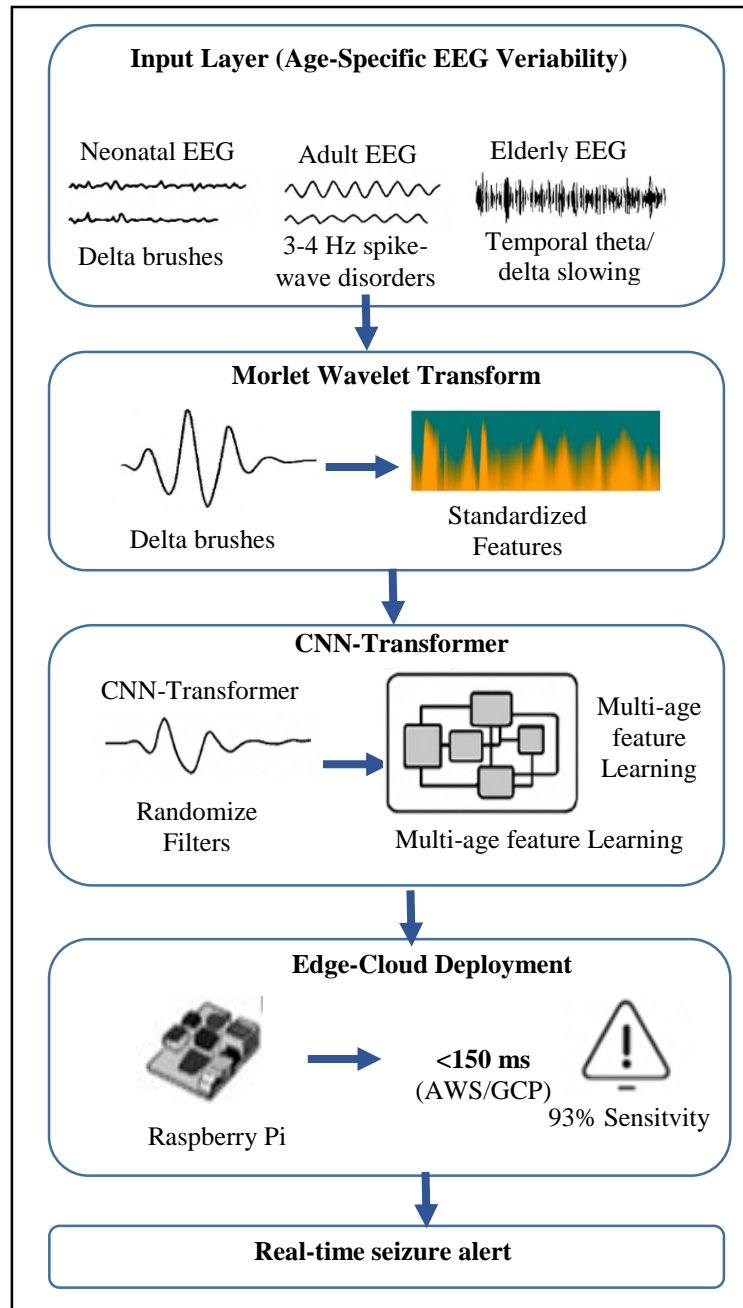 Input Layer (Age-Specific EEG Veriability)
Neonatal EEG
Delta brushes
Adult EEG
3-4 Hz spike-
wave disorders
Elderly EEG
Temporal theta/
delta slowing
Morlet Wavelet Transform
Delta brushes
Standardized
Features
CNN-Transformer
CNN-Transformer
Randomize
Filters
Multi-age
feature
Learning
Multi-age feature Learning
Edge-Cloud Deployment
Raspberry Pi
<150 ms
(AWS/GCP)
93% Sensitvity
Real-time seizure alert